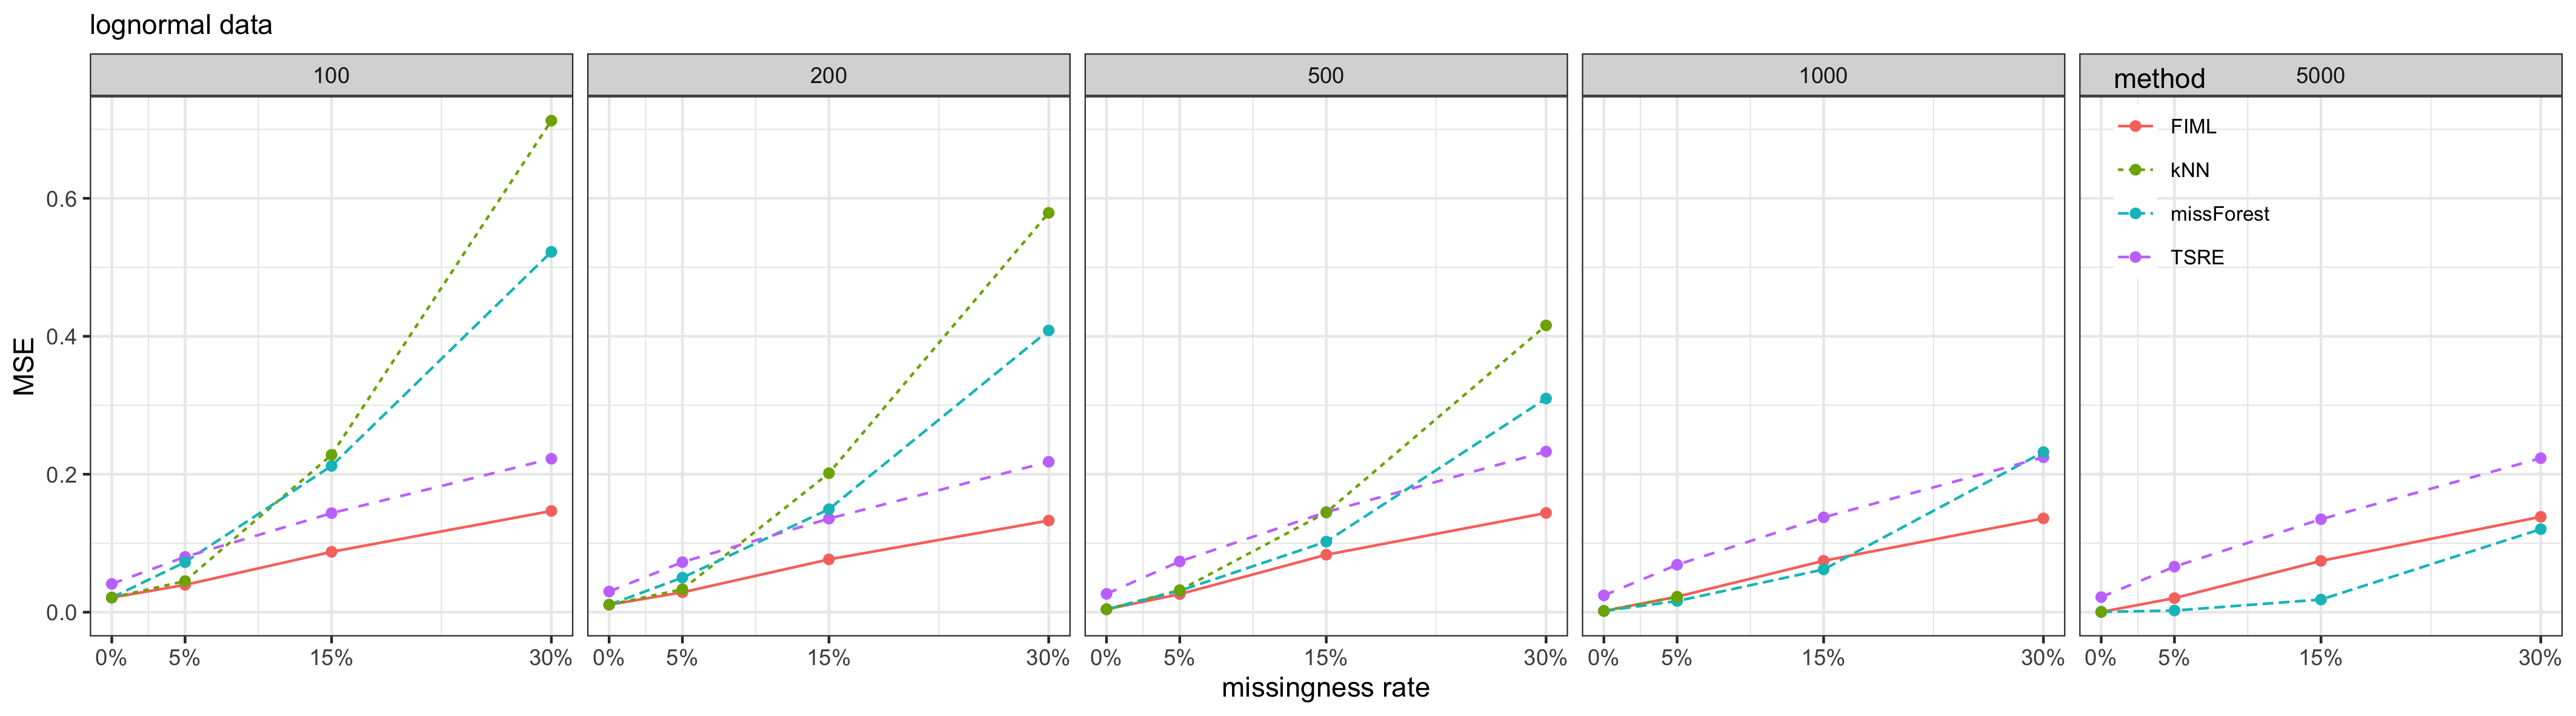 lognormal data
100 200 500 1000 5000
method
FIML
kNN
missForest
TSRE
MSE
0.6
0.4
0.2
0.0
0% 5% 15% 30% 0% 5% 15% 30% 0% 5% 15% 30% 0% 5% 15% 30% 0% 5% 15% 30%
missingness rate